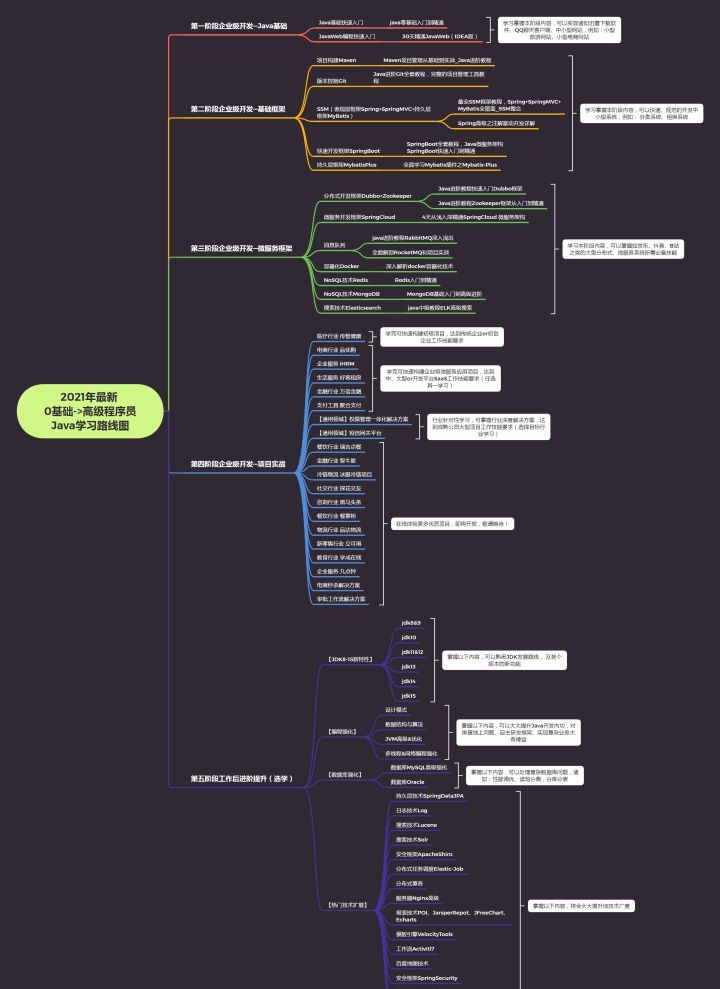 2021年最新
0基础->高级程序员
Java学习路线图
第一阶段企业级开发--Java基础
Java基础快速入门
java零基础入门到精通
JavaWeb编程快速入门
30天精通JavaWeb（IDEA版）
学习掌握本阶段内容，可以实现诸如迅雷下载软
件、QQ聊天客户端、中小型网站，例如：小型
旅游网站、小型电商网站
第二阶段企业级开发--基础框架
项目构建Maven
Maven项目管理从基础到实战_Java进阶教程
版本控制Git
Java进阶Git全套教程，完整的项目管理工具教
程
SSM（表现层框架Spring+SpringMVC+持久层
框架MyBatis）
最全SSM框架教程，Spring+SpringMVC+
MyBatis全覆盖_SSM整合
Spring高级之注解驱动开发详解
快速开发框架SpringBoot
SpringBoot全套教程，Java微服务架构
SpringBoot快速入门到精通
持久层框架MybatisPlus
全面学习Mybatis插件之Mybatis-Plus
学习掌握本阶段内容，可以快速、规范的开发中
小型系统，例如： 外卖系统、租房系统
第三阶段企业级开发--微服务框架
分布式开发框架Dubbo+Zookeeper
Java进阶教程快速入门Dubbo框架
Java进阶教程Zookeeper框架从入门到精通
微服务开发框架SpringCloud
4天从浅入深精通SpringCloud 微服务架构
消息队列
java进阶教程RabbitMQ深入浅出
全面解剖RocketMQ和项目实战
容器化Docker
深入解析docker容器化技术
NoSQL技术Redis
Redis入门到精通
NoSQL技术MongoDB
MongoDB基础入门到高级进阶
搜索技术Elasticsearch
java中级教程ELK高级搜索
学习本阶段内容，可以掌握如京东、抖音、B站
之类的大型分布式、微服务系统所需必备技能
第四阶段企业级开发--项目实战
医疗行业 传智健康
学完可快速构建初级项目，达到传统企业or初创
企业工作技能要求
电商行业 品优购
企业服务 iHRM
生活服务 好客租房
金融行业 万信金融
支付工具 聚合支付
学完可快速构建企业级微服务应用项目，达到
中、大型or开发平台SaaS工作技能要求（任选
其一学习）
【通用领域】权限管理一体化解决方案
【通用领域】短信网关平台
行业针对性学习，可掌握行业深度解决方案，达
到成熟公司大型项目工作技能要求（选择目标行
业学习）
餐饮行业 瑞吉点餐
金融行业 智牛股
冷链物流 冰眼冷链项目
社交行业 探花交友
咨询行业 黑马头条
餐饮行业 餐掌柜
物流行业 品达物流
新零售行业 立可得
教育行业 学成在线
企业服务 九点钟
电商秒杀解决方案
审批工作流解决方案
在线体验更多优质项目，即将开放，敬请期待！
第五阶段工作后进阶提升（选学）
【JDK8-15新特性】
jdk8&9
jdk10
jdk11&12
jdk13
jdk14
jdk15
掌握以下内容，可以熟悉JDK发展路线，及各个
版本的新功能
【编程强化】
设计模式
数据结构与算法
JVM高级&优化
多线程&网络编程强化
掌握以下内容，可以大大提升Java开发内功，对
排查线上问题、自主研发框架、实现复杂业务大
有裨益
【数据库强化】
数据库MySQL高级强化
数据库Oracle
掌握以下内容，可以处理复杂数据库问题，诸
如：性能调优、读写分离，分库分表
【热门技术扩展】
持久层技术SpringDataJPA
日志技术Log
搜索技术Lucene
搜索技术Solr
安全框架ApacheShiro
分布式任务调度Elastic-Job
分布式事务
服务器Nginx高级
报表技术POI、JarsperRepot、JFreeChart、
Echarts
模板引擎VelocityTools
工作流Activiti7
百度地图技术
安全框架SpringSecurity
掌握以下内容，将会大大提升地技术广度